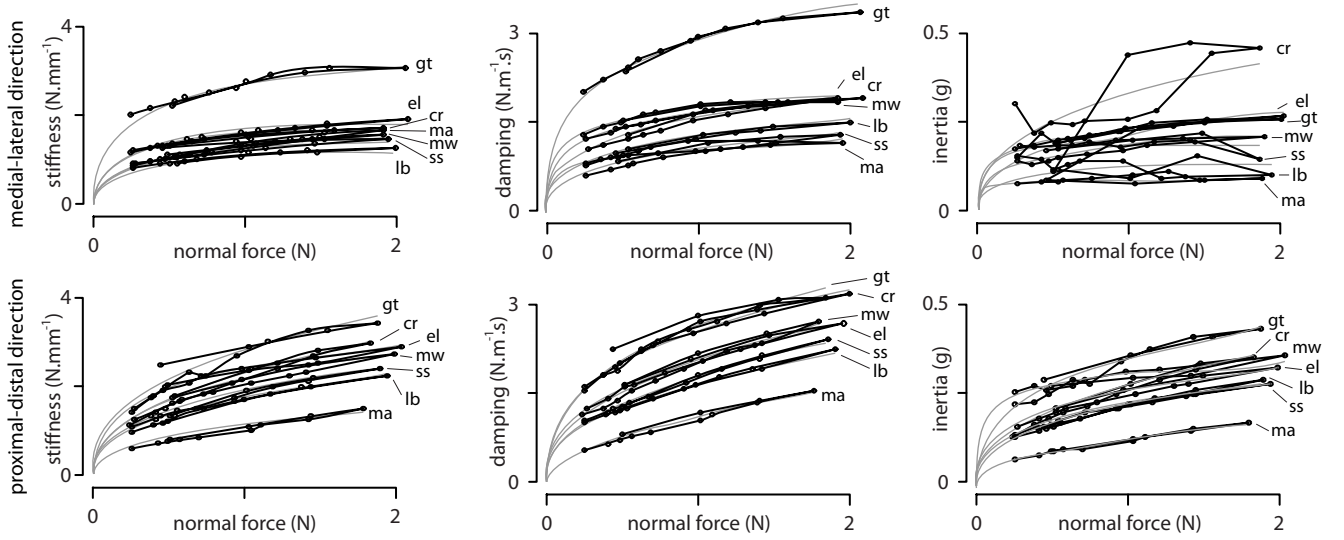 medial-lateral direction
stiffness (N.mm-1)
4
0
0
2
normal force (N)
gt
cr
ma
mw
ss
lb
damping (N.m-1.s)
3
0
0
2
normal force (N)
gt
el
cr
mw
lb
ss
ma
inertia (g)
0.5
0
0
2
normal force (N)
cr
el
gt
mw
ss
lb
ma
proximal-distal direction
stiffness (N.mm-1)
4
0
0
2
normal force (N)
gt
cr
el
mw
ss
lb
ma
damping (N.m-1.s)
3
0
0
2
normal force (N)
gt
cr
mw
el
ss
lb
ma
inertia (g)
0.5
0
0
2
normal force (N)
gt
cr
mw
el
lb
ss
ma